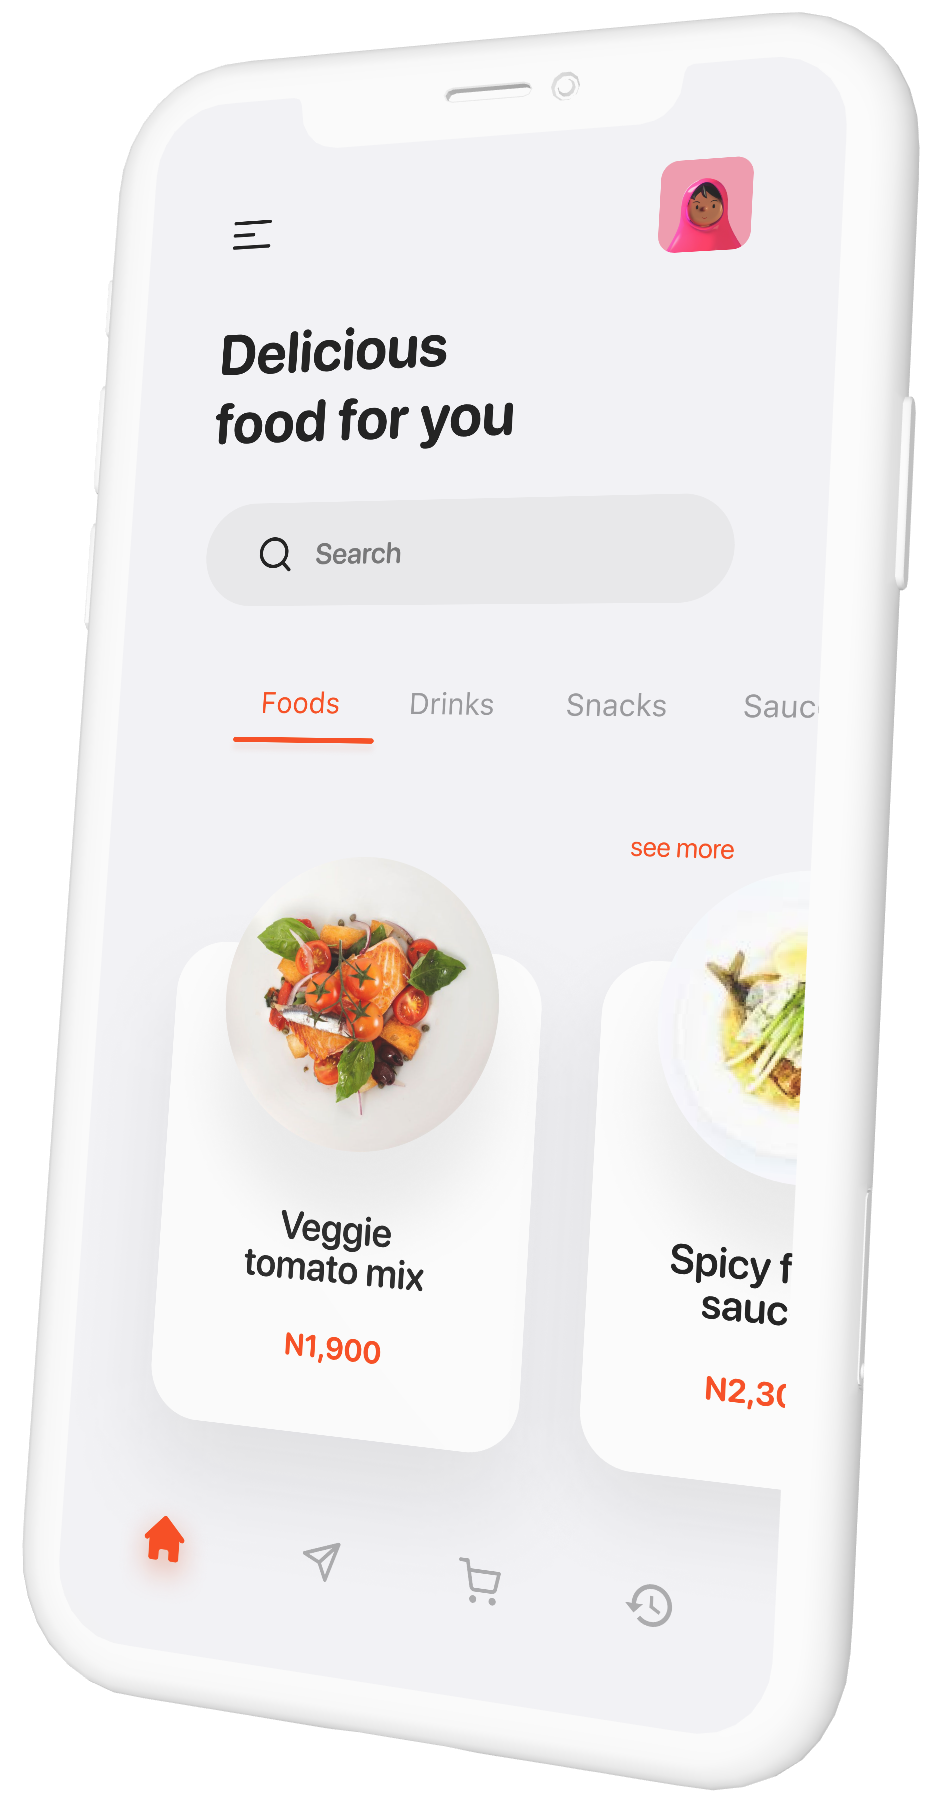 Delicious
food for you
Search
Foods Drinks Snacks Sauc
see more
Veggie
tomato mix
N1,900
Spicy f
sauc
N2,30